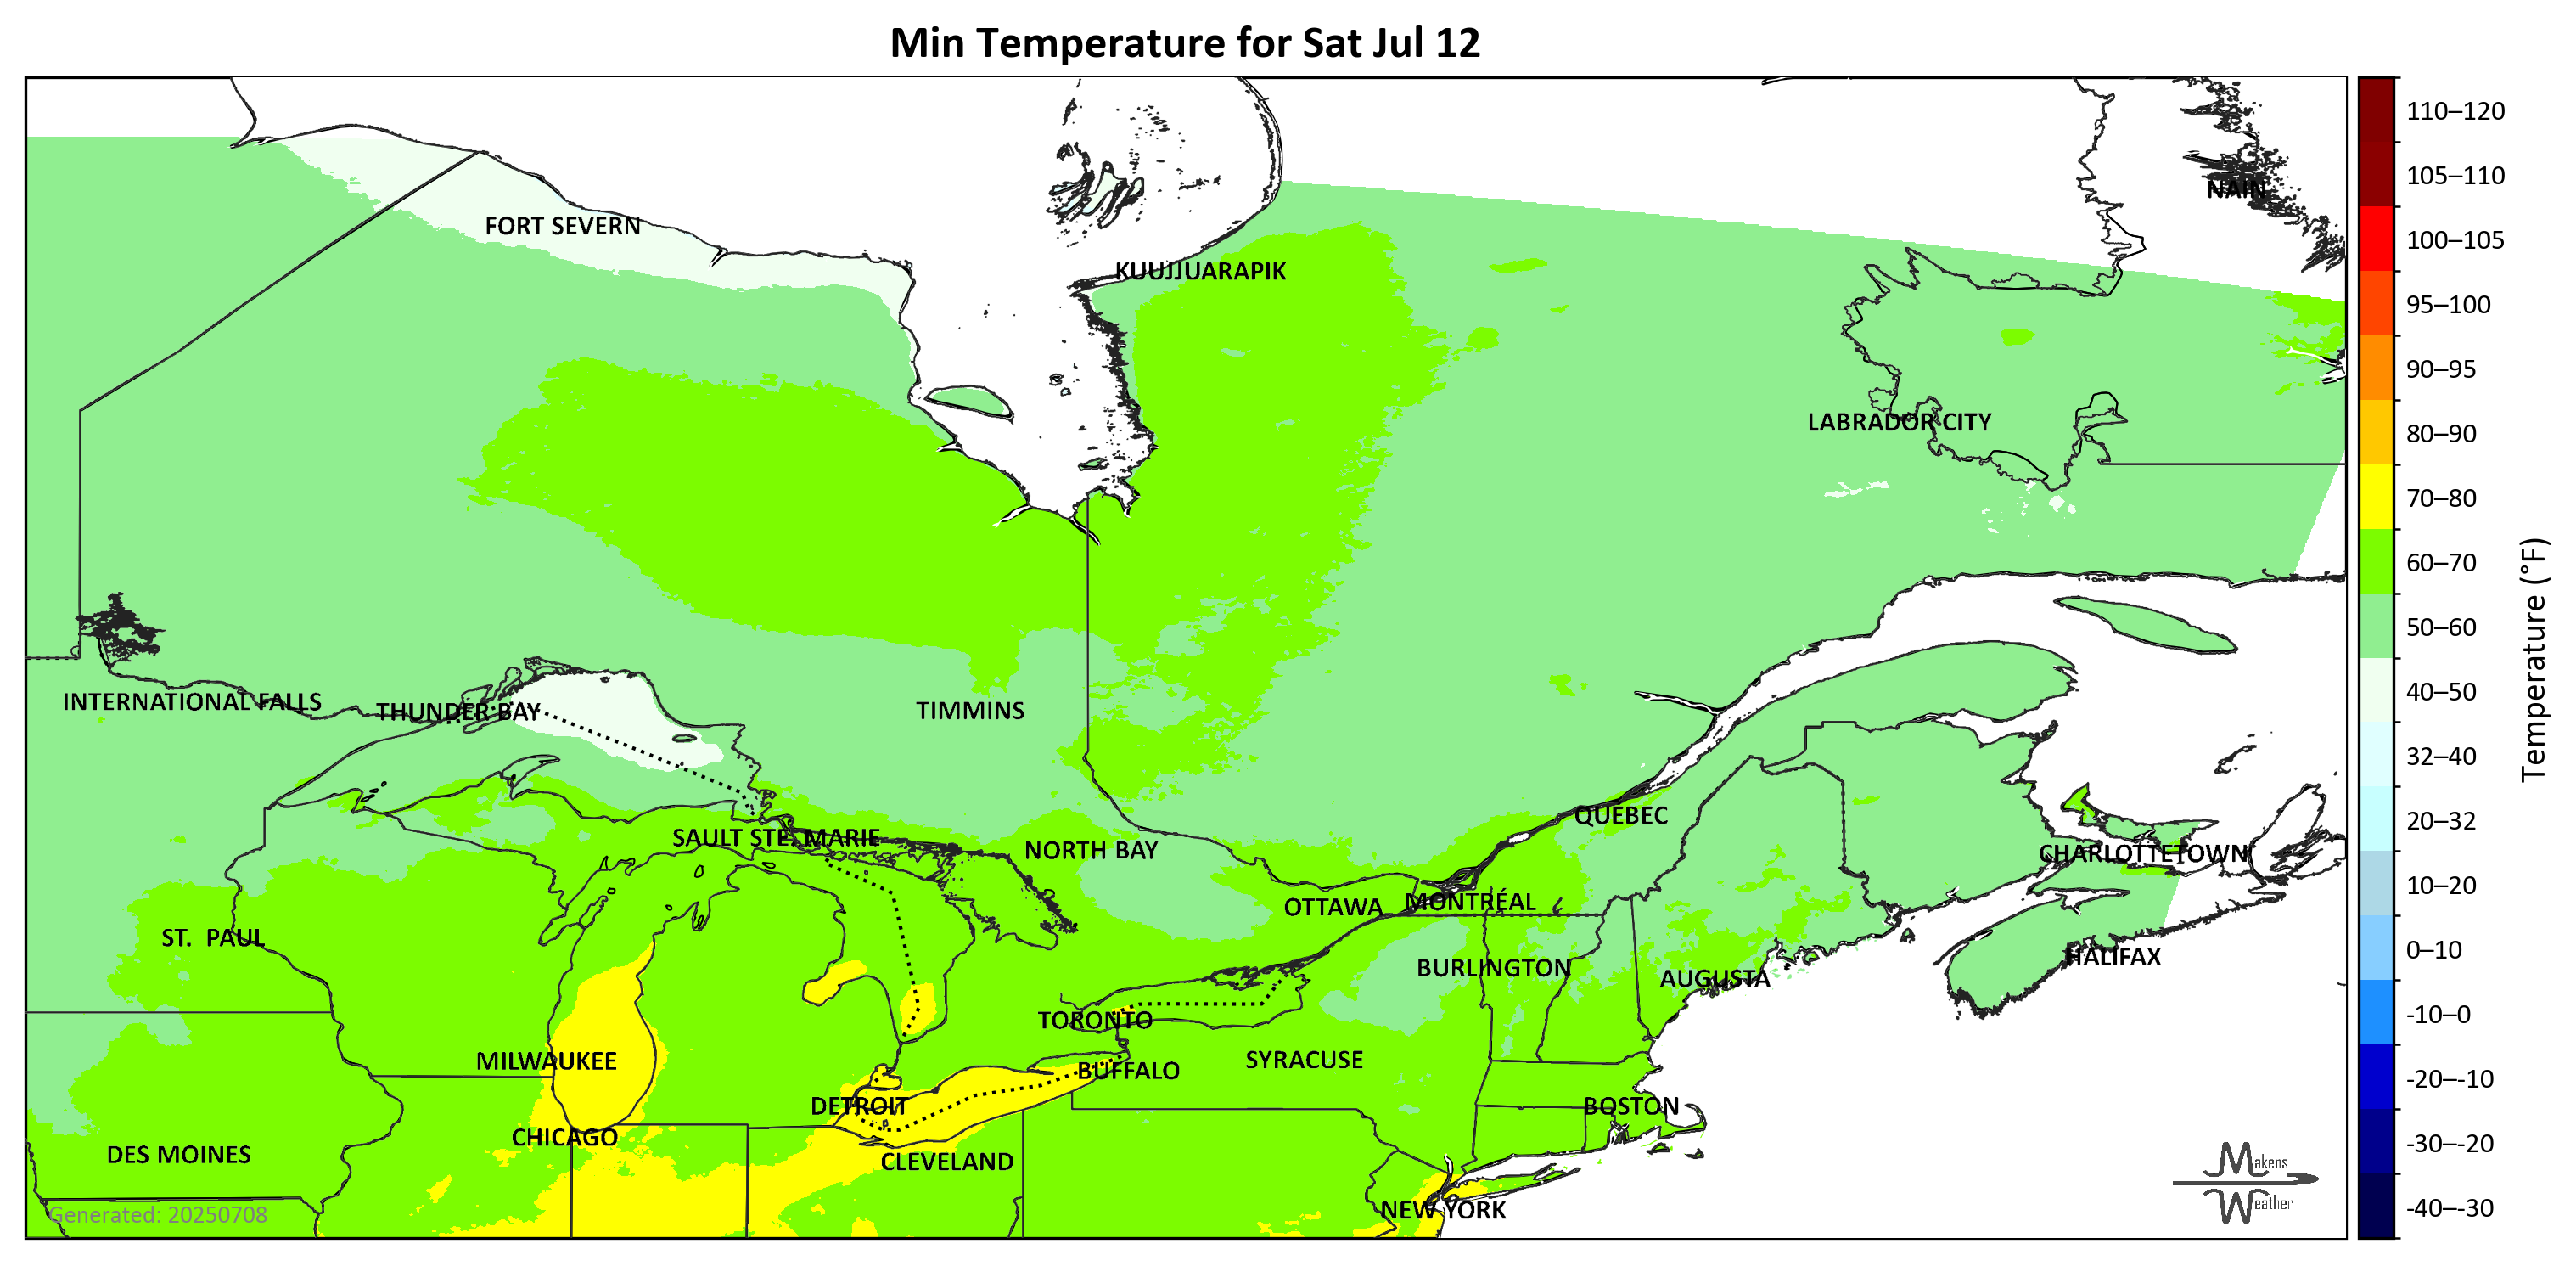 Min Temperature for Sat Jul 12
110–120
105–110
NAIN
FORT SEVERN
100–105
KUUJJUARAPIK
95–100
90–95
LABRADOR CITY
80–90
70–80
60–70
50–60
Temperature (°F)
INTERNATIONAL FALLS
THUNDER BAY
TIMMINS
40–50
32–40
QUÉBEC
20–32
SAULT STE. MARIE
NORTH BAY
CHARLOTTETOWN
10–20
OTTAWA
MONTRÉAL
ST. PAUL
0–10
BURLINGTON
AUGUSTA
HALIFAX
TORONTO
-10–0
MILWAUKEE
BUFFALO
SYRACUSE
-20–-10
DETROIT
BOSTON
CHICAGO
-30–-20
DES MOINES
CLEVELAND
Makens
Weather
NEW YORK
-40–-30
Generated: 20250708